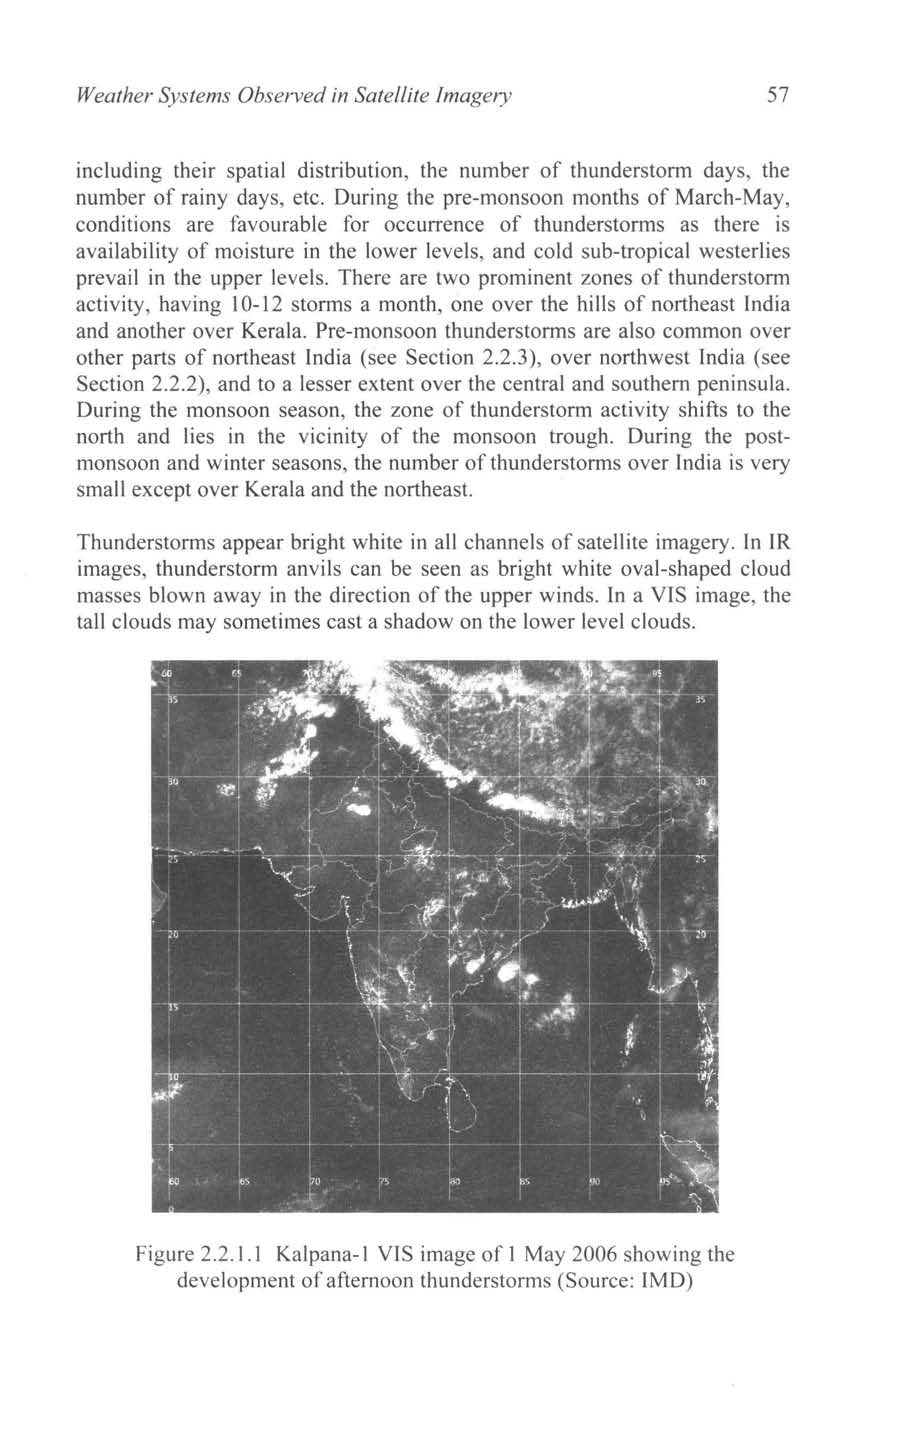 Weather Systems Observed in Satellite Imagery 57
including their spatial distribution, the number of thunderstorm days, the
number of rainy days, etc. During the pre-monsoon months of March-May,
conditions are favourable for occurrence of thunderstorms as there is
availability of moisture in the lower levels, and cold sub-tropical westerlies
prevail in the upper levels. There are two prominent zones of thunderstorm
activity, having 10-12 storms a month, one over the hills of northeast India
and another over Kerala. Pre-monsoon thunderstorms are also common over
other parts of northeast India (see Section 2.2.3), over northwest India (see
Section 2.2.2), and to a lesser extent over the central and southern peninsula.
During the monsoon season, the zone of thunderstorm activity shifts to the
north and lies in the vicinity of the monsoon trough. During the post-
monsoon and winter seasons, the number of thunderstorms over India is very
small except over Kerala and the northeast.
Thunderstorms appear bright white in all channels of satellite imagery. In IR
images, thunderstorm anvils can be seen as bright white oval-shaped cloud
masses blown away in the direction of the upper winds. In a VIS image, the
tall clouds may sometimes cast a shadow on the lower level clouds.
60 65 70 80 90 95
35 35
30 30
25 25
20 20
15
10 10
5
60 65 70 75 80 85 90 95
0 0
Figure 2.2.1.1 Kalpana-1 VIS image of 1 May 2006 showing the
development of afternoon thunderstorms (Source: IMD)